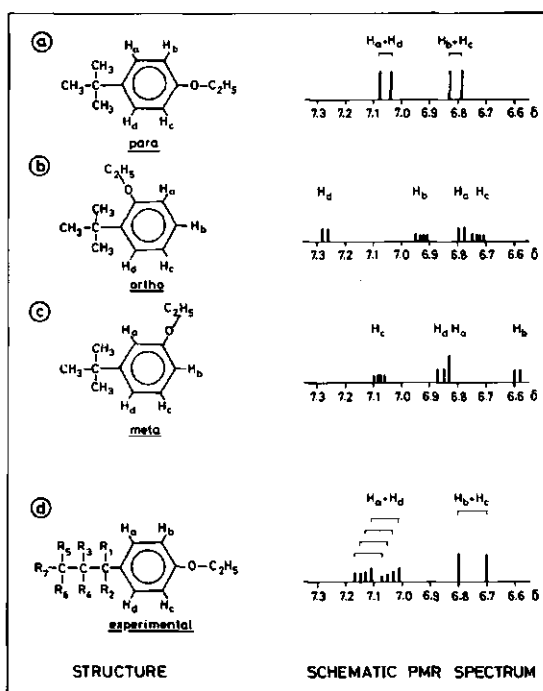 ⓐ
Ha Hb
CH₃
CH₃–C–
CH₃
O–C₂H₅
Hd Hc
para
Ha+Hd Hb+Hc
7.3 7.2 7.1 7.0 6.9 6.8 6.7 6.6 δ
ⓑ
C₂H₅
O
Ha
CH₃
CH₃–C–
CH₃
Hb
Hd Hc
ortho
Hd Hb Ha Hc
7.3 7.2 7.1 7.0 6.9 6.8 6.7 6.6 δ
ⓒ
C₂H₅
O
Ha
CH₃
CH₃–C–
CH₃
Hb
Hd Hc
meta
Hc Hd Ha Hb
7.3 7.2 7.1 7.0 6.9 6.8 6.7 6.6 δ
ⓓ
Ha Hb
R₅ R₃ R₁
R₇–C–C–C–
R₆ R₄ R₂
O–C₂H₅
Hd Hc
experimental
Ha+Hd Hb+Hc
7.3 7.2 7.1 7.0 6.9 6.8 6.7 6.6 δ
STRUCTURE SCHEMATIC PMR SPECTRUM